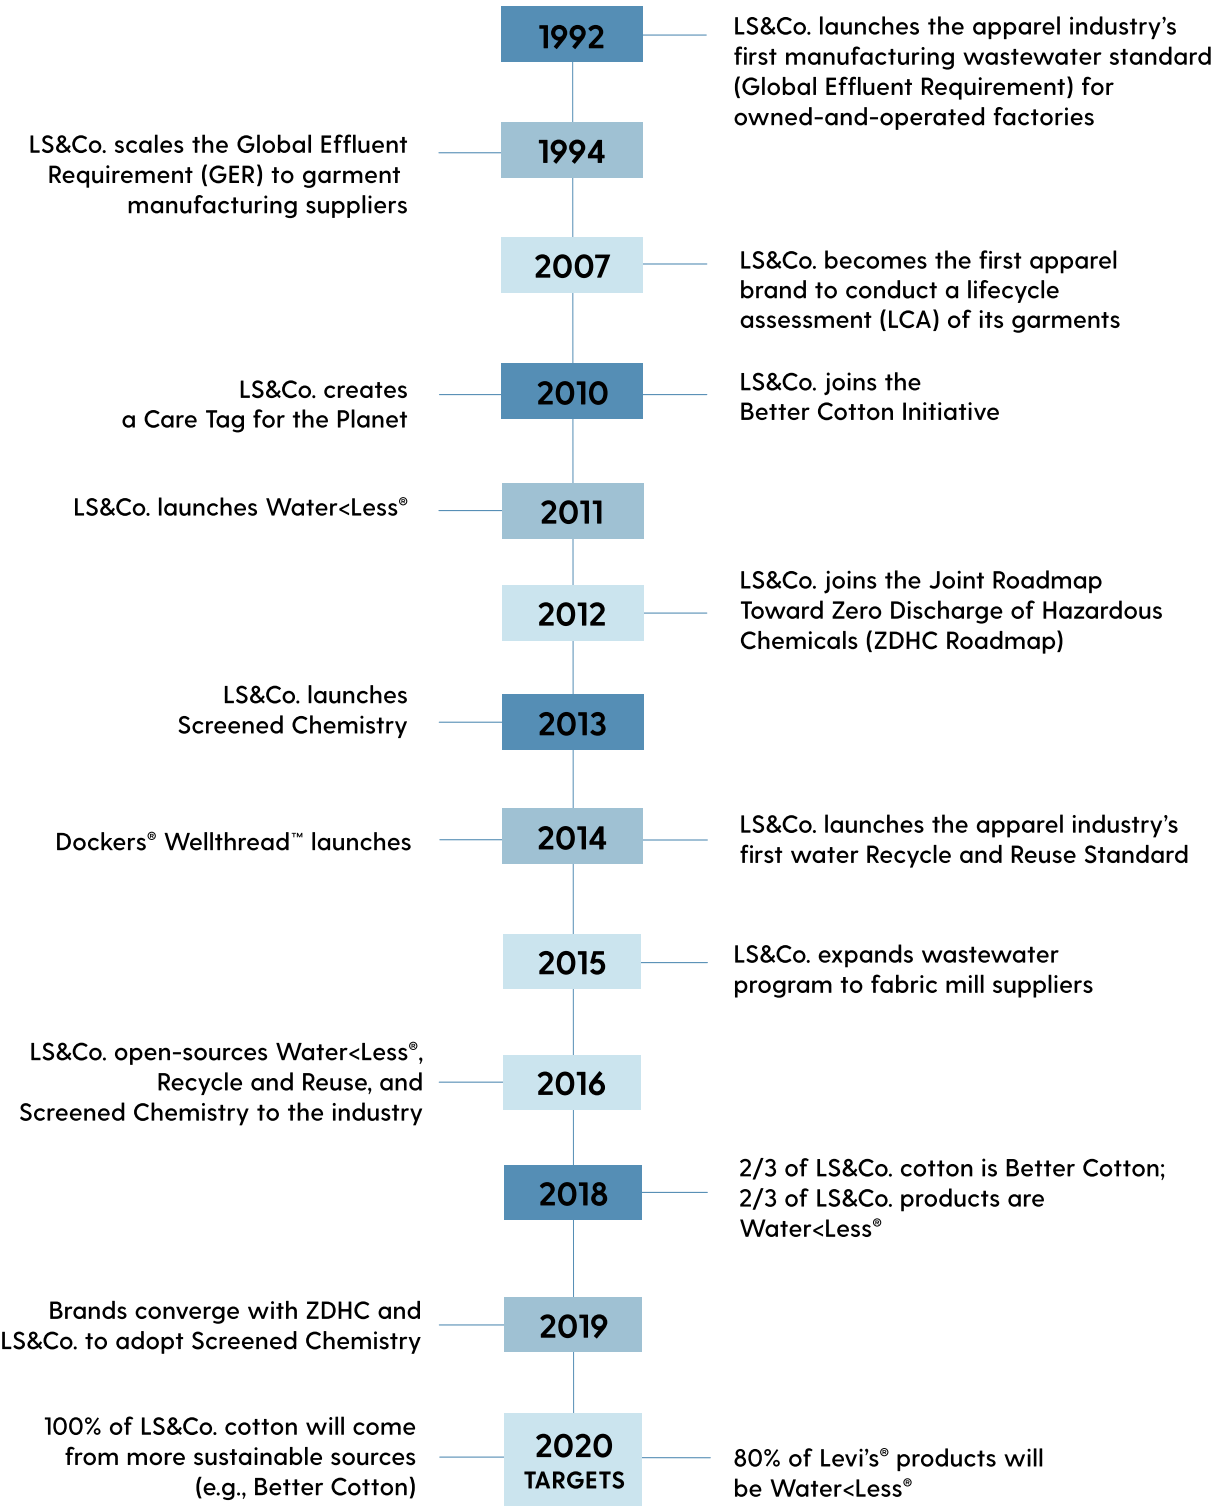 1992
LS&Co. launches the apparel industry’s
first manufacturing wastewater standard
(Global Effluent Requirement) for
owned-and-operated factories
LS&Co. scales the Global Effluent
Requirement (GER) to garment
manufacturing suppliers
1994
2007
LS&Co. becomes the first apparel
brand to conduct a lifecycle
assessment (LCA) of its garments
LS&Co. creates
a Care Tag for the Planet
2010
LS&Co. joins the
Better Cotton Initiative
LS&Co. launches Water<Less®
2011
2012
LS&Co. joins the Joint Roadmap
Toward Zero Discharge of Hazardous
Chemicals (ZDHC Roadmap)
LS&Co. launches
Screened Chemistry
2013
Dockers® Wellthread™ launches
2014
LS&Co. launches the apparel industry’s
first water Recycle and Reuse Standard
2015
LS&Co. expands wastewater
program to fabric mill suppliers
LS&Co. open-sources Water<Less®,
Recycle and Reuse, and
Screened Chemistry to the industry
2016
2018
2/3 of LS&Co. cotton is Better Cotton;
2/3 of LS&Co. products are
Water<Less®
Brands converge with ZDHC and
LS&Co. to adopt Screened Chemistry
2019
100% of LS&Co. cotton will come
from more sustainable sources
(e.g., Better Cotton)
2020
TARGETS
80% of Levi’s® products will
be Water<Less®